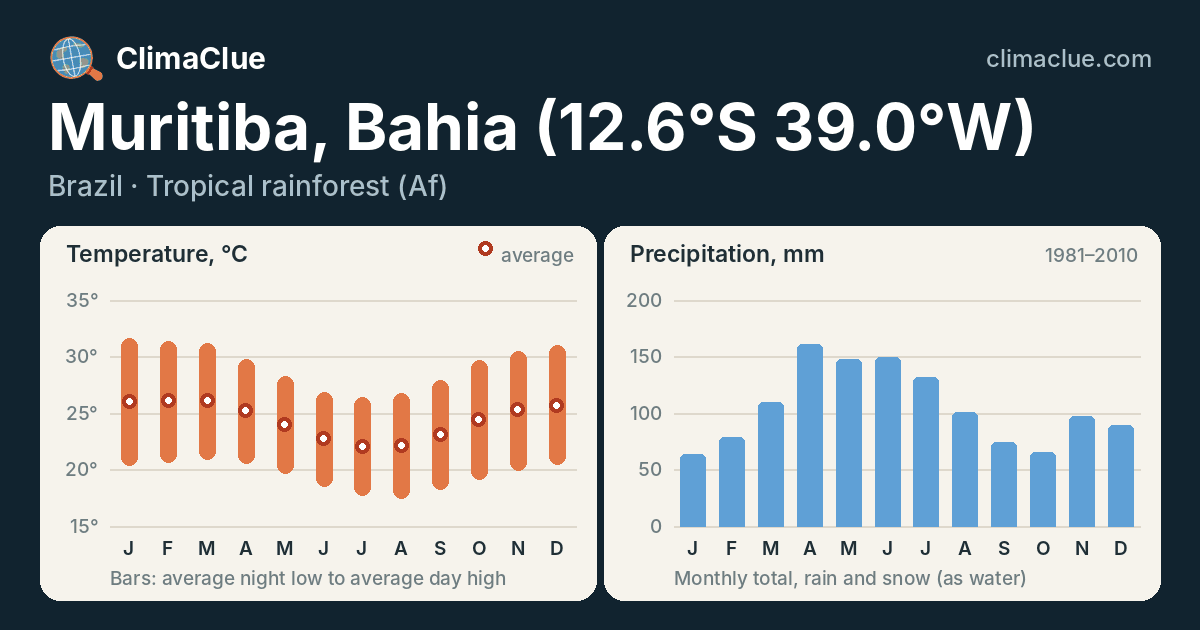 ClimaClue
climaclue.com
Muritiba, Bahia (12.6°S 39.0°W)
Brazil · Tropical rainforest (Af)
Temperature, °C
average
35°
30°
25°
20°
15°
J F M A M J J A S O N D
Bars: average night low to average day high
Precipitation, mm
1981–2010
200
150
100
50
0
J F M A M J J A S O N D
Monthly total, rain and snow (as water)